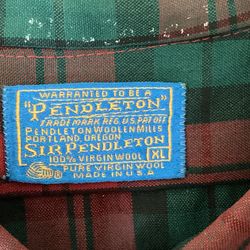 WARRANTED TO BE A
"PENDLETON"
TRADE MARK REG. U.S. PAT. OFF.
PENDLETON WOOLEN MILLS
PORTLAND, OREGON
SIR PENDLETON
100% VIRGIN WOOL XL
PURE VIRGIN WOOL
MADE IN U.S.A.